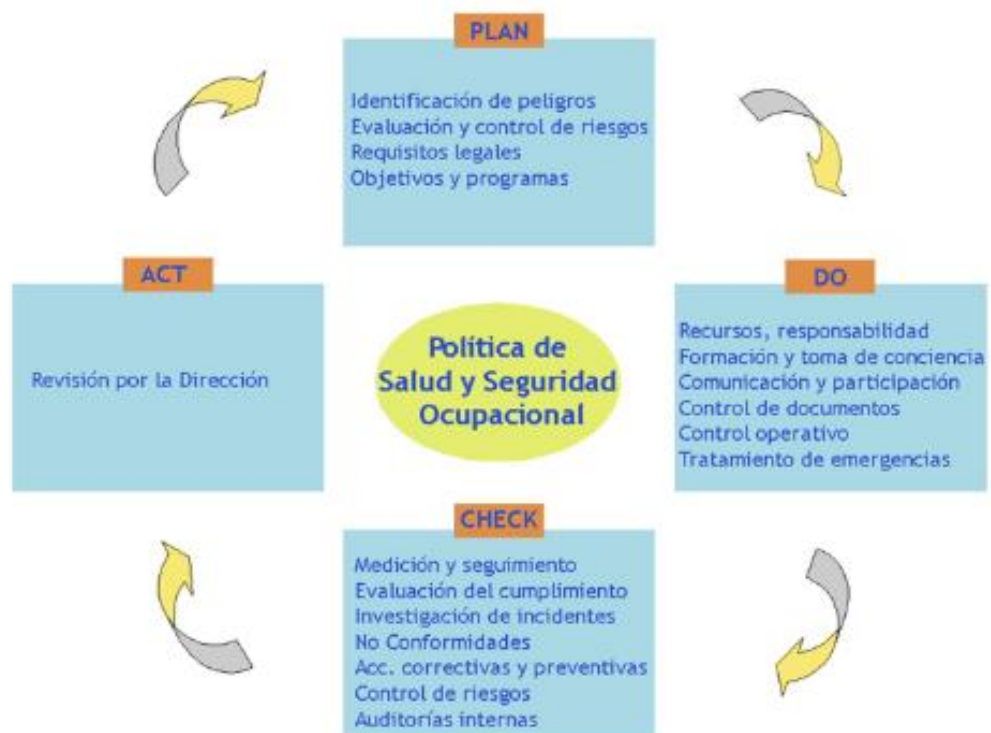 PLAN
Identificación de peligros
Evaluación y control de riesgos
Requisitos legales
Objetivos y programas
ACT
Revisión por la Dirección
Política de
Salud y Seguridad
Ocupacional
DO
Recursos, responsabilidad
Formación y toma de conciencia
Comunicación y participación
Control de documentos
Control operativo
Tratamiento de emergencias
CHECK
Medición y seguimiento
Evaluación del cumplimiento
Investigación de incidentes
No Conformidades
Acc. correctivas y preventivas
Control de riesgos
Auditorías internas